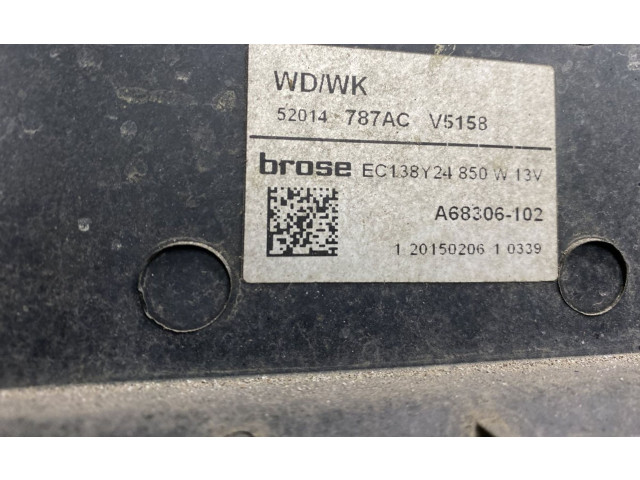 WD/WK
52014 787AC V5158
brose EC138Y24 850 W 13V
A68306-102
1 20150206 1 0339